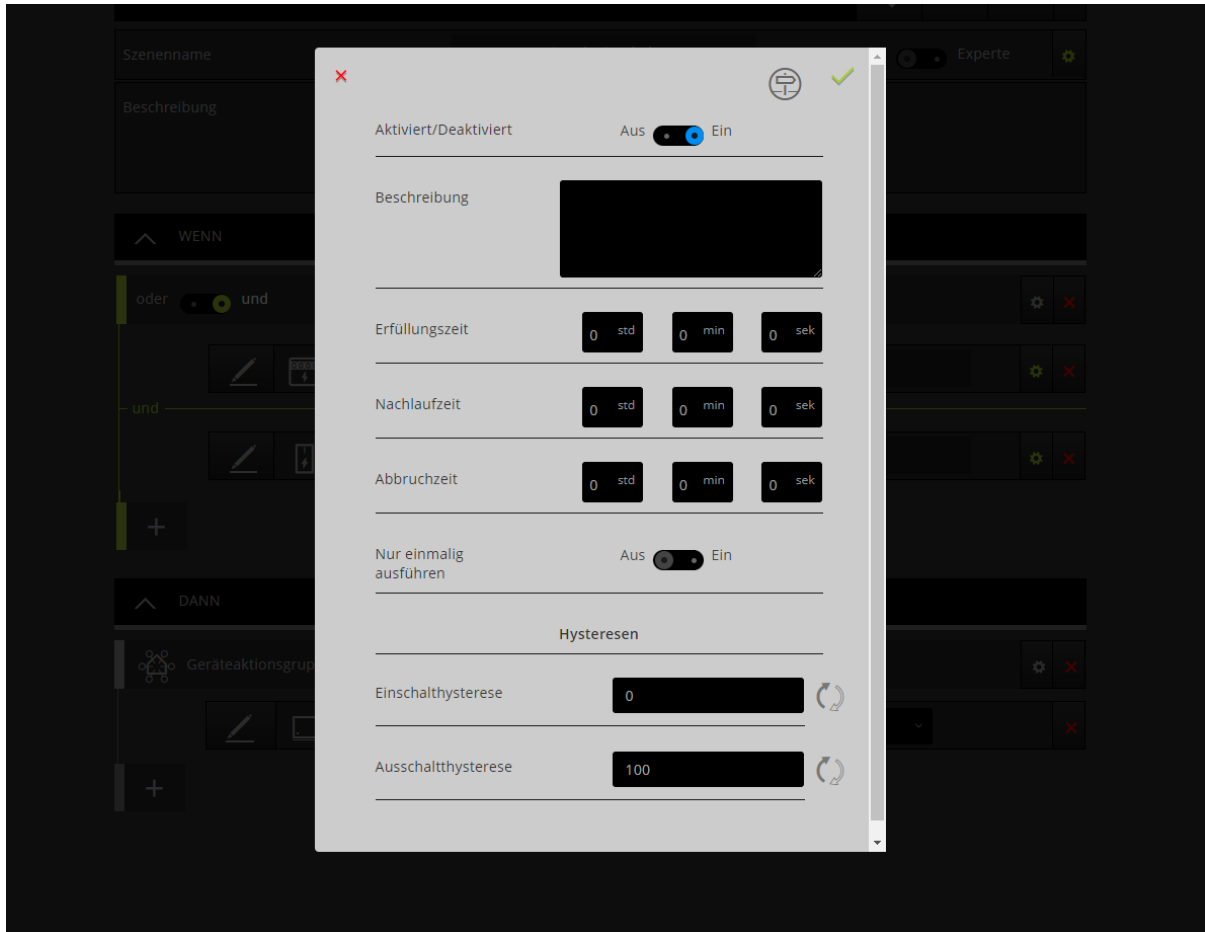 Szenenname
Experte
Beschreibung
Aktiviert/Deaktiviert Aus Ein
Beschreibung
WENN
oder und
Erfüllungszeit 0 std 0 min 0 sek
und
Nachlaufzeit 0 std 0 min 0 sek
Abbruchzeit 0 std 0 min 0 sek
+
Nur einmalig Aus Ein
ausführen
DANN
Hysteresen
Geräteaktionsgrup
Einschalthysterese 0
Ausschaltthysterese 100
+